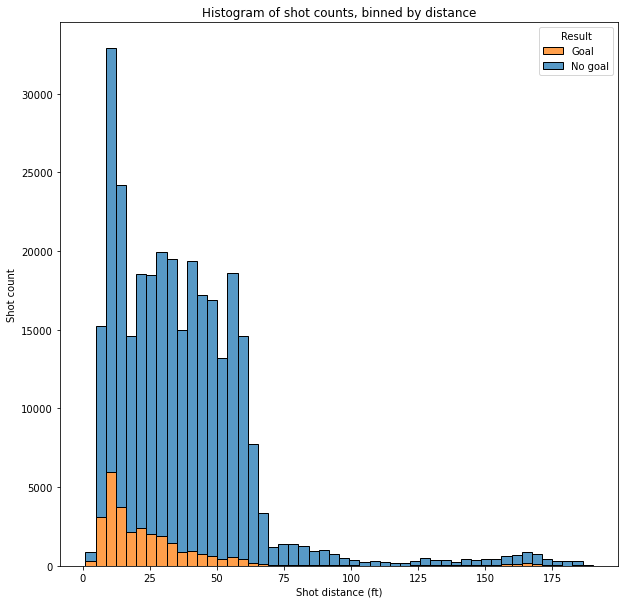 Histogram of shot counts, binned by distance
Result
Goal
No goal
30000
25000
20000
15000
10000
5000
0
Shot count
0 25 50 75 100 125 150 175
Shot distance (ft)